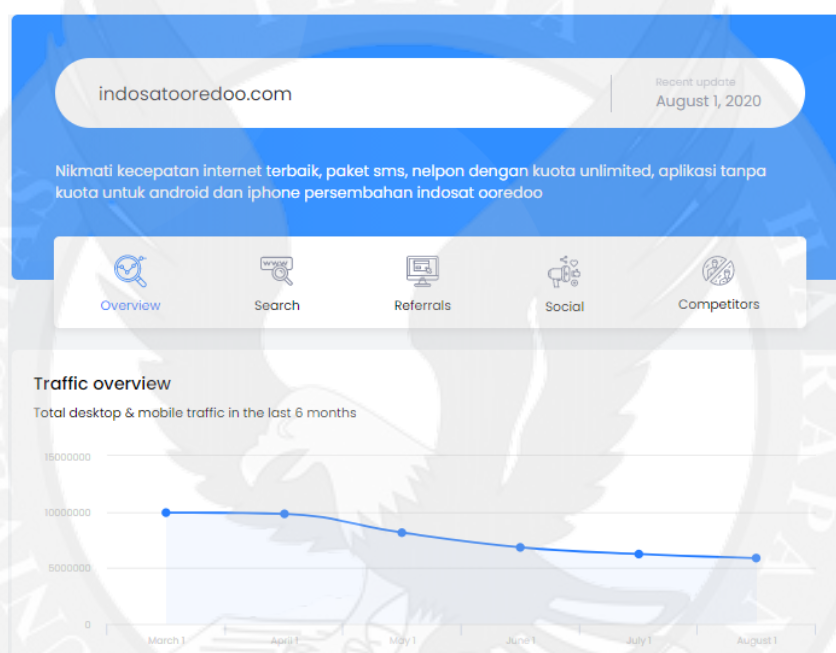 indosatooredoo.com
Recent update
August 1, 2020
Nikmati kecepatan internet terbaik, paket sms, nelpon dengan kuota unlimited, aplikasi tanpa
kuota untuk android dan iphone persembahan indosat ooredoo
Overview
Search
Referrals
Social
Competitors
Traffic overview
Total desktop & mobile traffic in the last 6 months
15000000
10000000
5000000
0
March 1
April 1
May 1
June 1
July 1
August 1
PELITA
HARAPAN